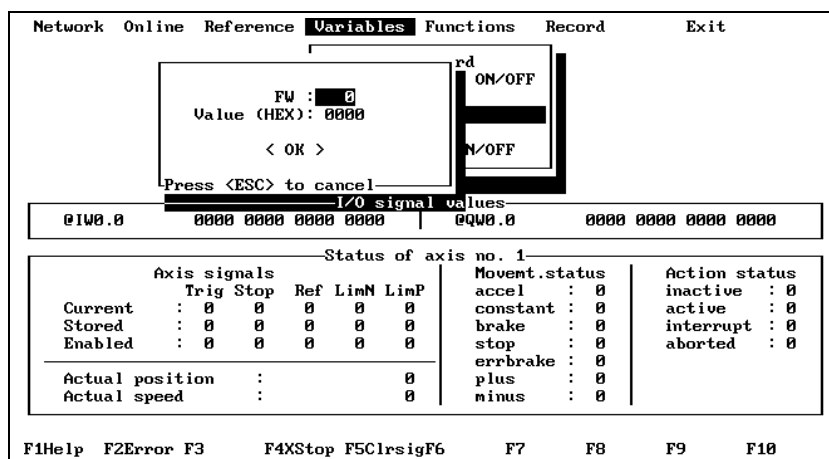 Network Online Reference Variables Functions Record Exit
rd
ON/OFF
FW : 0
Value (HEX): 0000
< OK > N/OFF
Press <ESC> to cancel
I/O signal values
@IW0.0 0000 0000 0000 0000 @QW0.0 0000 0000 0000 0000
Status of axis no. 1
Axis signals Movemt.status Action status
Trig Stop Ref LimN LimP accel : 0 inactive : 0
Current : 0 0 0 0 0 constant : 0 active : 0
Stored : 0 0 0 0 0 brake : 0 interrupt : 0
Enabled : 0 0 0 0 0 stop : 0 aborted : 0
errbrake : 0
Actual position : 0 plus : 0
Actual speed : 0 minus : 0
F1Help F2Error F3 F4XStop F5ClrsigF6 F7 F8 F9 F10